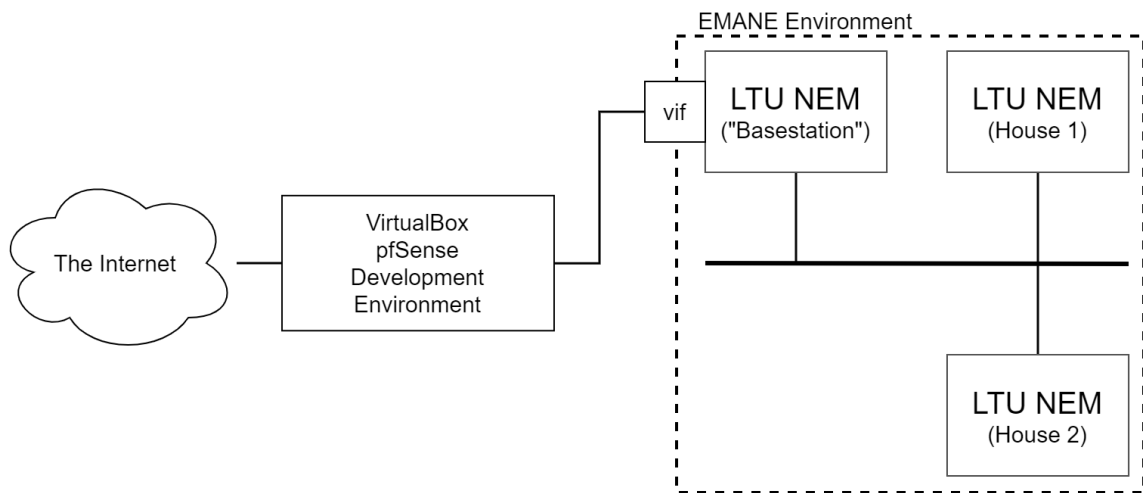 EMANE Environment
vif
LTU NEM
("Basestation")
LTU NEM
(House 1)
The Internet
VirtualBox
pfSense
Development
Environment
LTU NEM
(House 2)